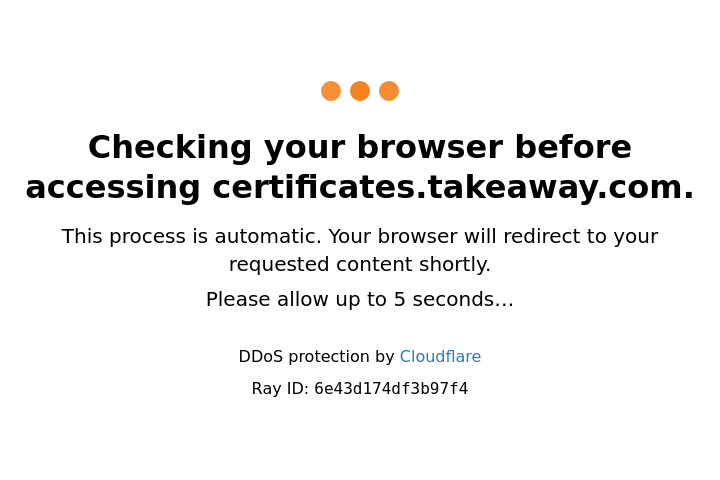 Checking your browser before
accessing certificates.takeaway.com.
This process is automatic. Your browser will redirect to your
requested content shortly.
Please allow up to 5 seconds…
DDoS protection by Cloudflare
Ray ID: 6e43d174df3b97f4